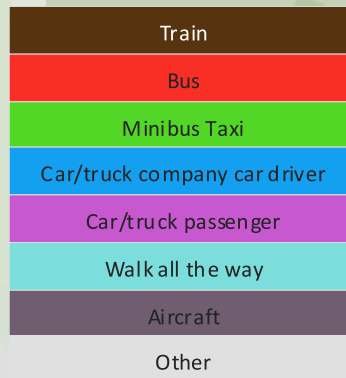 Train
Bus
Minibus Taxi
Car/truck company car driver
Car/truck passenger
Walk all the way
Aircraft
Other